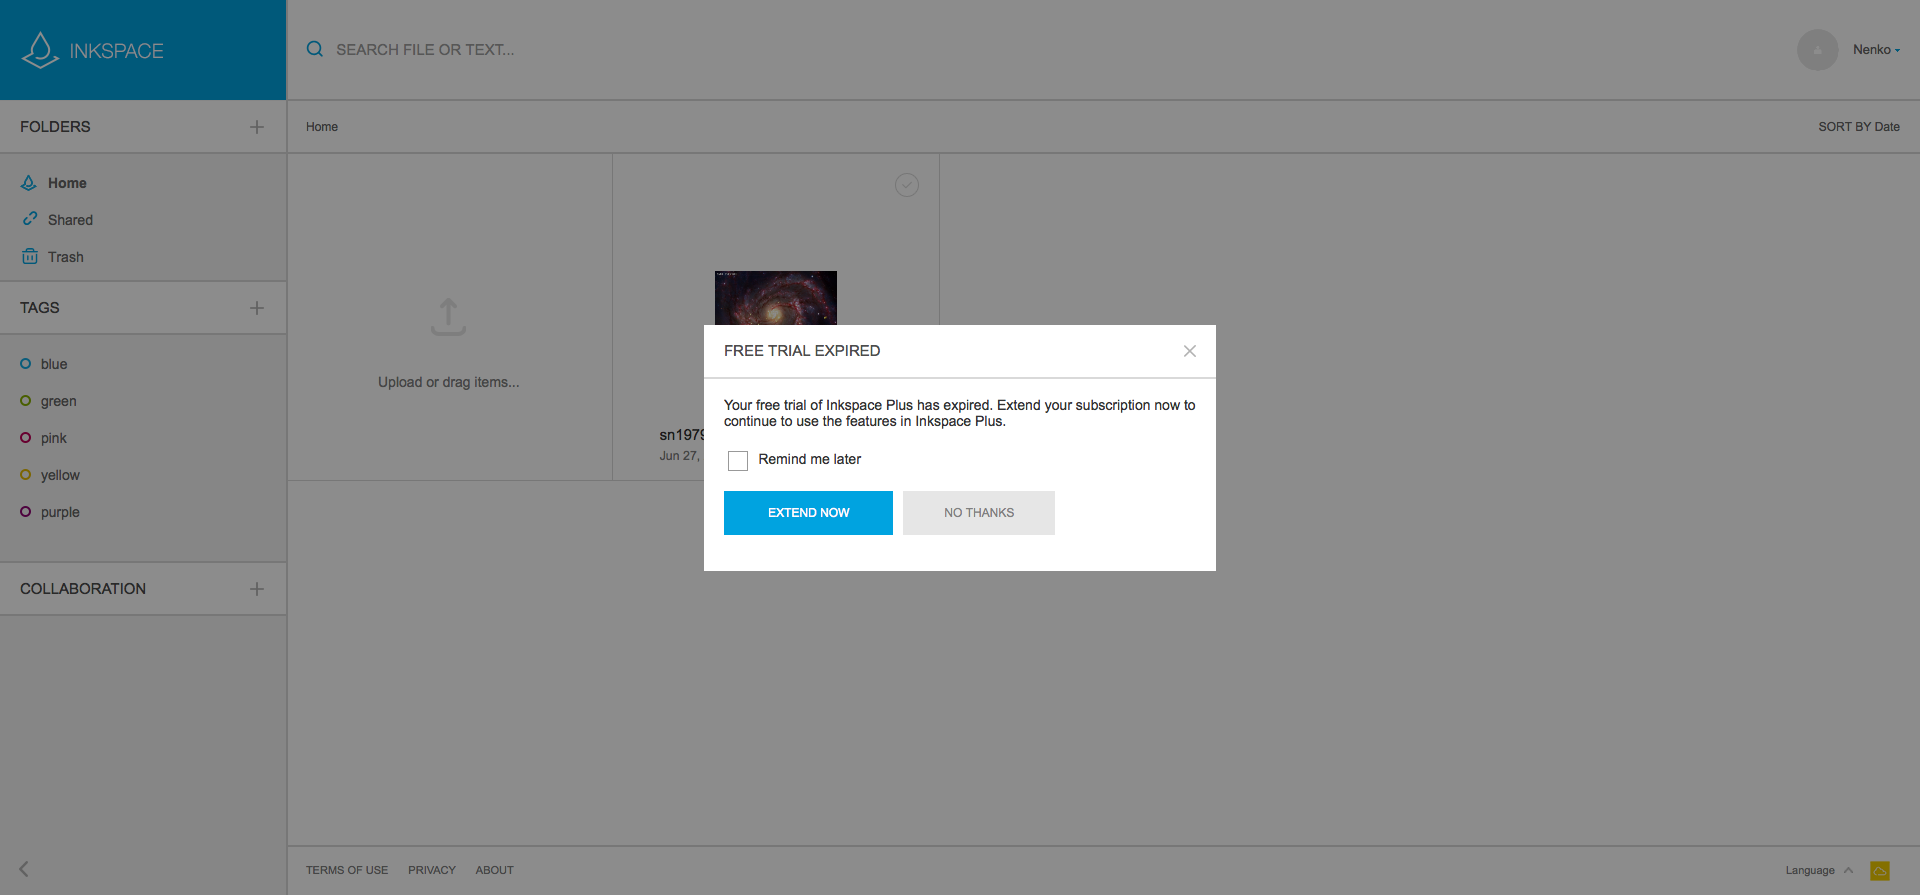 INKSPACE
SEARCH FILE OR TEXT...
Nenko
FOLDERS
Home
SORT BY Date
Home
Shared
Trash
TAGS
blue
green
pink
yellow
purple
COLLABORATION
Upload or drag items...
sn1979
Jun 27,
FREE TRIAL EXPIRED
Your free trial of Inkspace Plus has expired. Extend your subscription now to
continue to use the features in Inkspace Plus.
Remind me later
EXTEND NOW
NO THANKS
TERMS OF USE
PRIVACY
ABOUT
Language